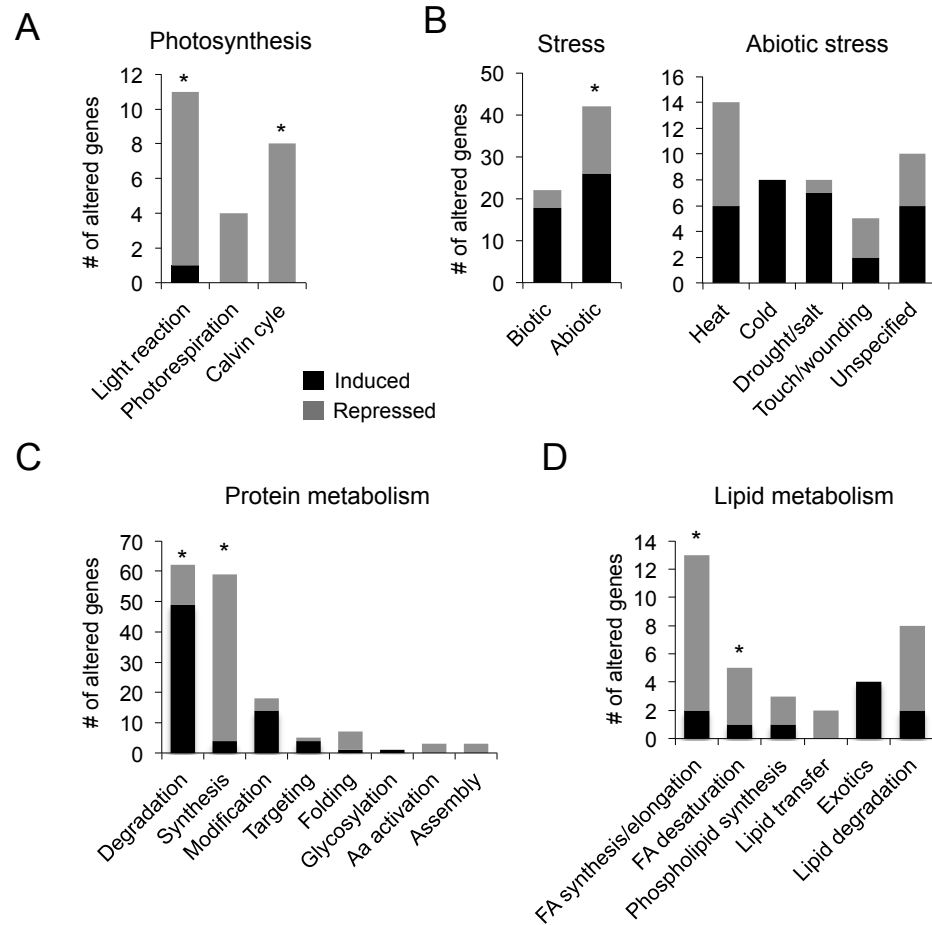 A
Photosynthesis
# of altered genes
12
10
8
6
4
2
0
*
*
Light reaction
Photorespiration
Calvin cyle
Induced
Repressed
B
Stress
# of altered genes
50
40
30
20
10
0
*
Biotic
Abiotic
Abiotic stress
16
14
12
10
8
6
4
2
0
Heat
Cold
Drought/salt
Touch/wounding
Unspecified
C
Protein metabolism
# of altered genes
70
60
50
40
30
20
10
0
*
*
Degradation
Synthesis
Modification
Targeting
Folding
Glycosylation
Aa activation
Assembly
D
Lipid metabolism
# of altered genes
14
12
10
8
6
4
2
0
*
*
FA synthesis/elongation
FA desaturation
Phospholipid synthesis
Lipid transfer
Exotics
Lipid degradation